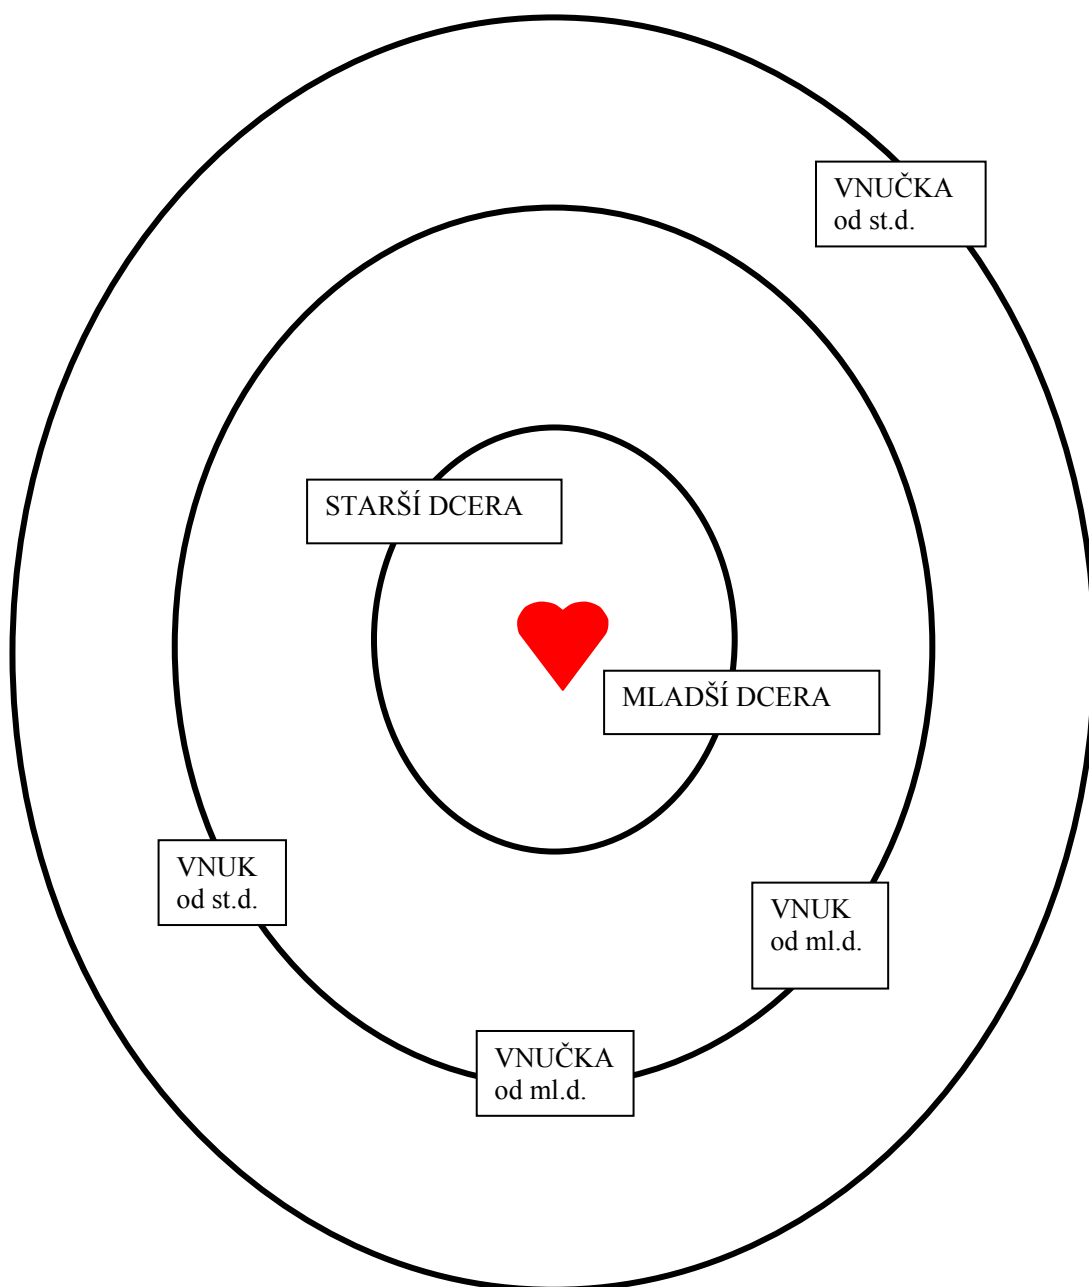 VNUČKA
od st.d.
STARŠÍ DCERA
MLADŠÍ DCERA
VNUK
od st.d.
VNUK
od ml.d.
VNUČKA
od ml.d.